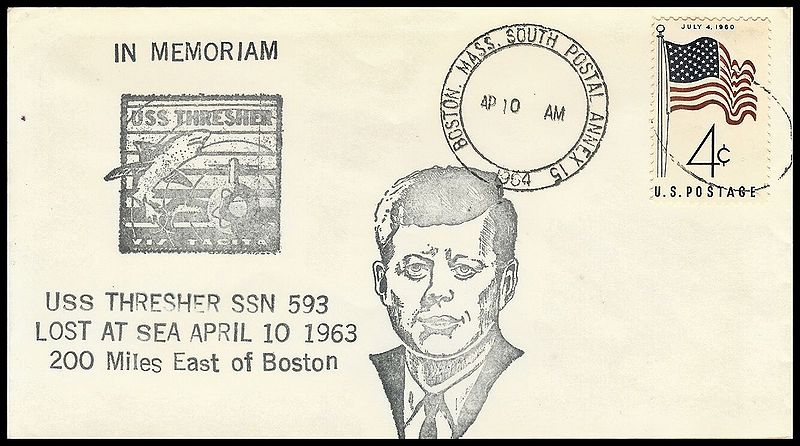 IN MEMORIAM
USS THRESHER
VIS TACITA
USS THRESHER SSN 593
LOST AT SEA APRIL 10 1963
200 Miles East of Boston
BOSTON, MASS. SOUTH POSTAL ANNEX 15
AP 10 AM
1964
JULY 4, 1960
4¢
U.S. POSTAGE